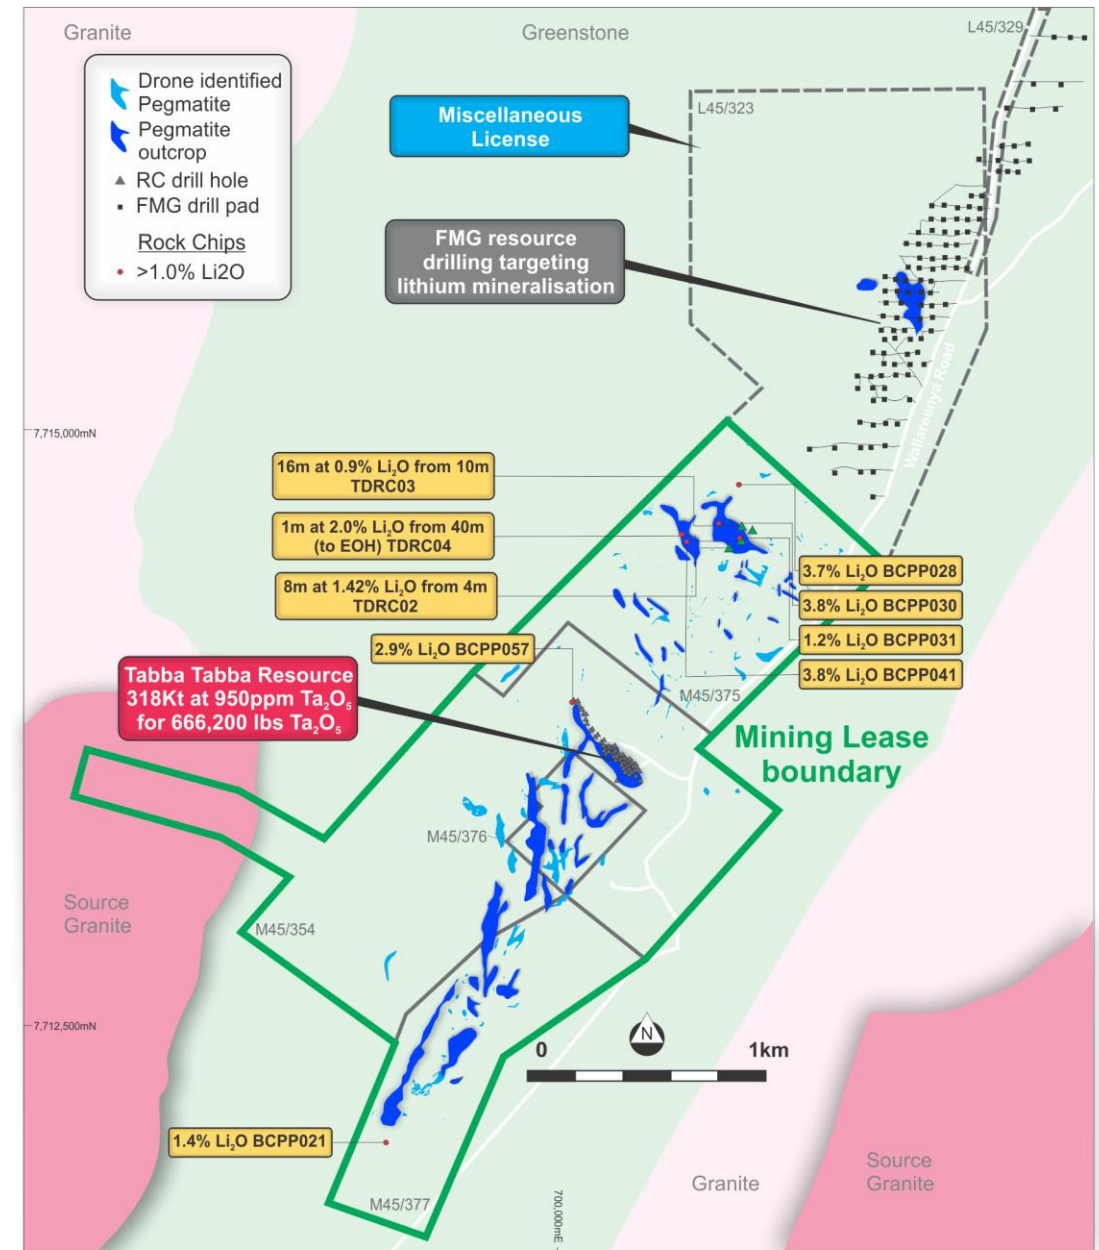 Granite
Greenstone
L45/329
Drone identified
Pegmatite
Pegmatite
outcrop
RC drill hole
FMG drill pad
Rock Chips
>1.0% Li2O
Miscellaneous
License
L45/323
FMG resource
drilling targeting
lithium mineralisation
Wallareenya Road
7,715,000mN
16m at 0.9% Li₂O from 10m
TDRC03
1m at 2.0% Li₂O from 40m
(to EOH) TDRC04
8m at 1.42% Li₂O from 4m
TDRC02
3.7% Li₂O BCPP028
3.8% Li₂O BCPP030
1.2% Li₂O BCPP031
3.8% Li₂O BCPP041
2.9% Li₂O BCPP057
Tabba Tabba Resource
318Kt at 950ppm Ta₂O₅
for 666,200 lbs Ta₂O₅
M45/375
Mining Lease
boundary
M45/376
Source
Granite
M45/354
7,712,500mN
N
0
1km
1.4% Li₂O BCPP021
M45/377
700,000mE
Granite
Source
Granite